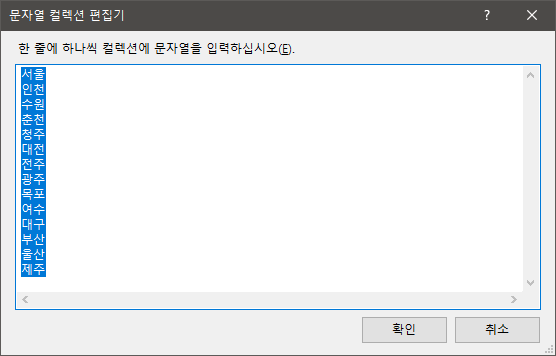 문자열 컬렉션 편집기
?
한 줄에 하나씩 컬렉션에 문자열을 입력하십시오(F).
서울
인천
수원
춘천
청주
대전
전주
광주
목포
여수
대구
부산
울산
제주
확인
취소